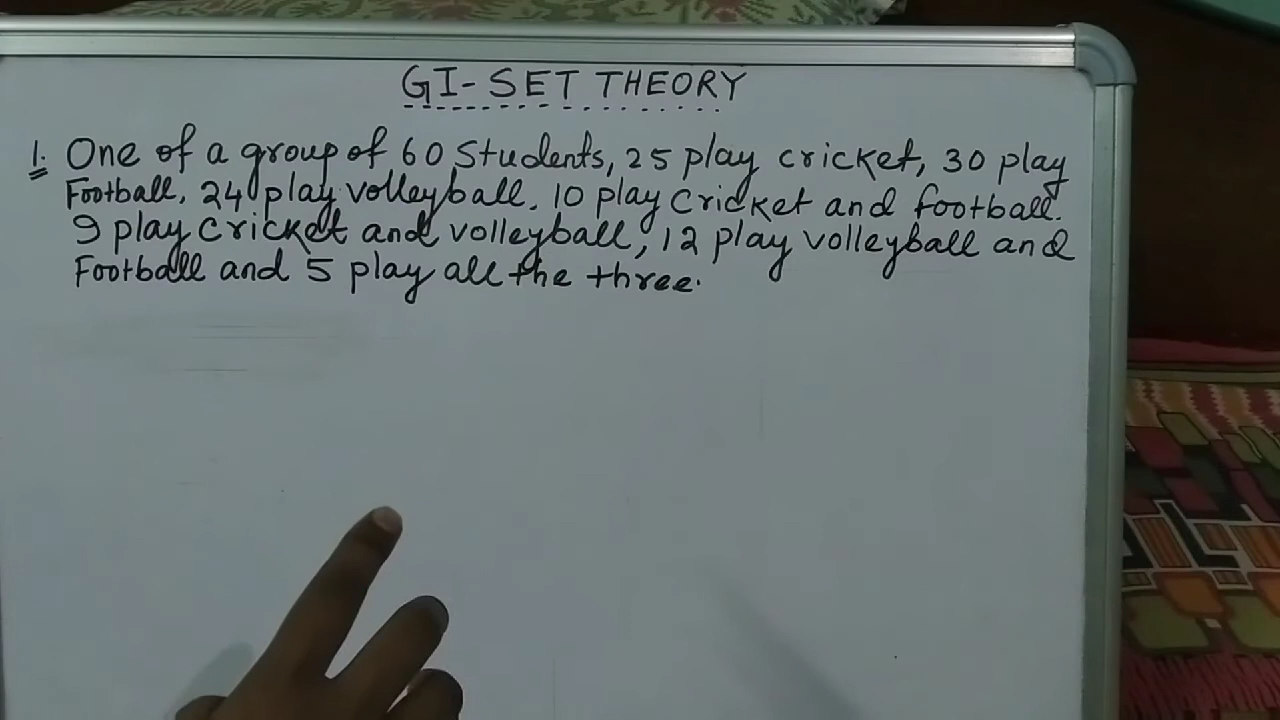 GI-SET THEORY
1. One of a group of 60 Students, 25 play cricket, 30 play
Football, 24 play volleyball. 10 play Cricket and football.
9 play cricket and volleyball, 12 play volleyball and
Football and 5 play all the three.